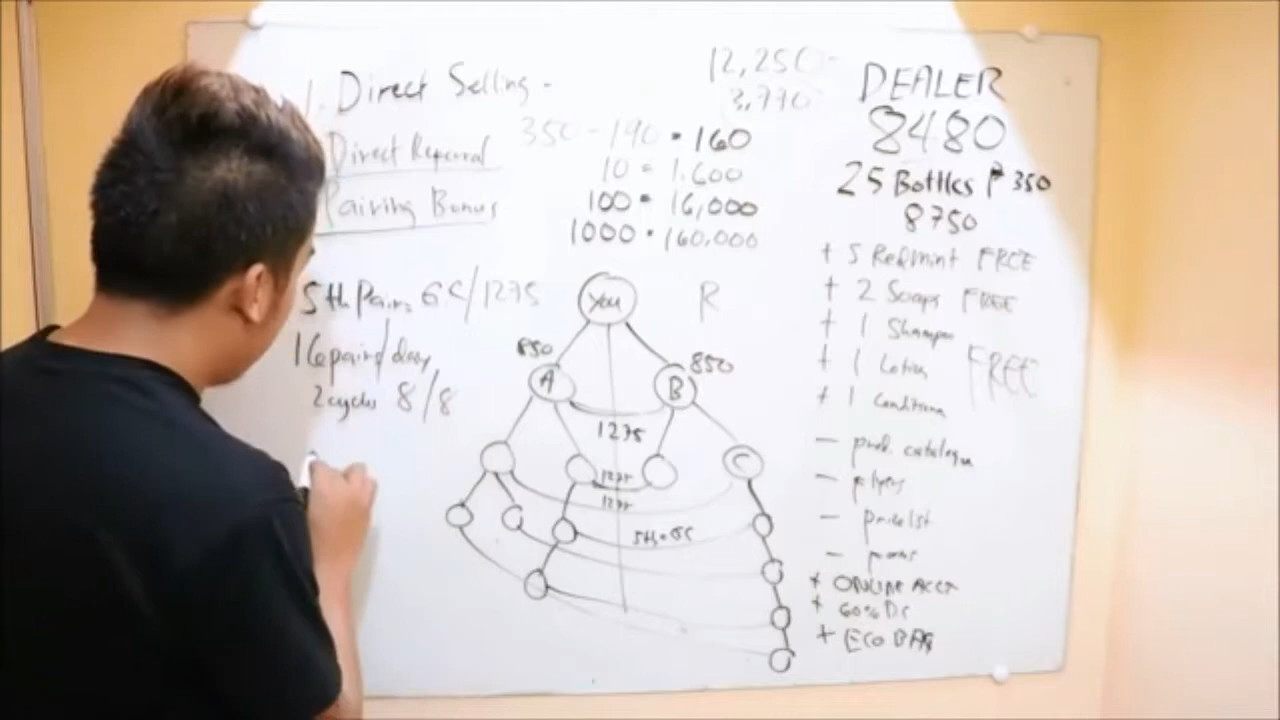 1. Direct Selling -
12,250-
3,770
350 - 190 = 160
Direct Referral
10 = 1,600
Pairing Bonus
100 = 16,000
1000 = 160,000
5th Pair = GC/1275
16 pairs/day
2 cycles 8/8
You
R
850
850
A
B
1275
C
1275
1275
5th = GC
DEALER
8480
25 Bottles ₱ 350
8750
+ 5 Redmint FREE
+ 2 Soaps FREE
+ 1 Shampoo
+ 1 Lotion FREE
+ 1 Conditioner
- prod. catalogue
- flyers
- pricelist
-
+ ONLINE ACCT
+ 60% DC
+ ECO BAG